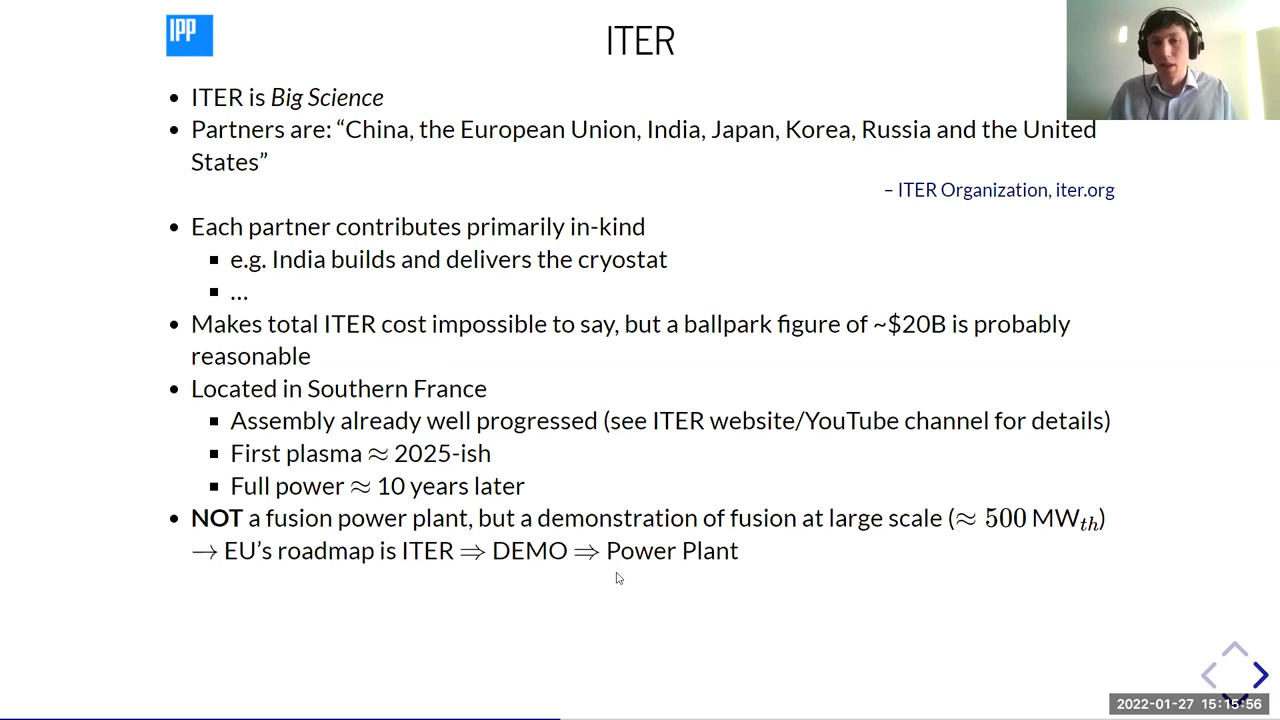 IPP
ITER
• ITER is Big Science
• Partners are: “China, the European Union, India, Japan, Korea, Russia and the United
States”
– ITER Organization, iter.org
• Each partner contributes primarily in-kind
▪ e.g. India builds and delivers the cryostat
▪ ...
• Makes total ITER cost impossible to say, but a ballpark figure of ~$20B is probably
reasonable
• Located in Southern France
▪ Assembly already well progressed (see ITER website/YouTube channel for details)
▪ First plasma ≈ 2025-ish
▪ Full power ≈ 10 years later
• NOT a fusion power plant, but a demonstration of fusion at large scale (≈ 500 MWth)
→ EU’s roadmap is ITER ⇒ DEMO ⇒ Power Plant
2022-01-27 15:15:56